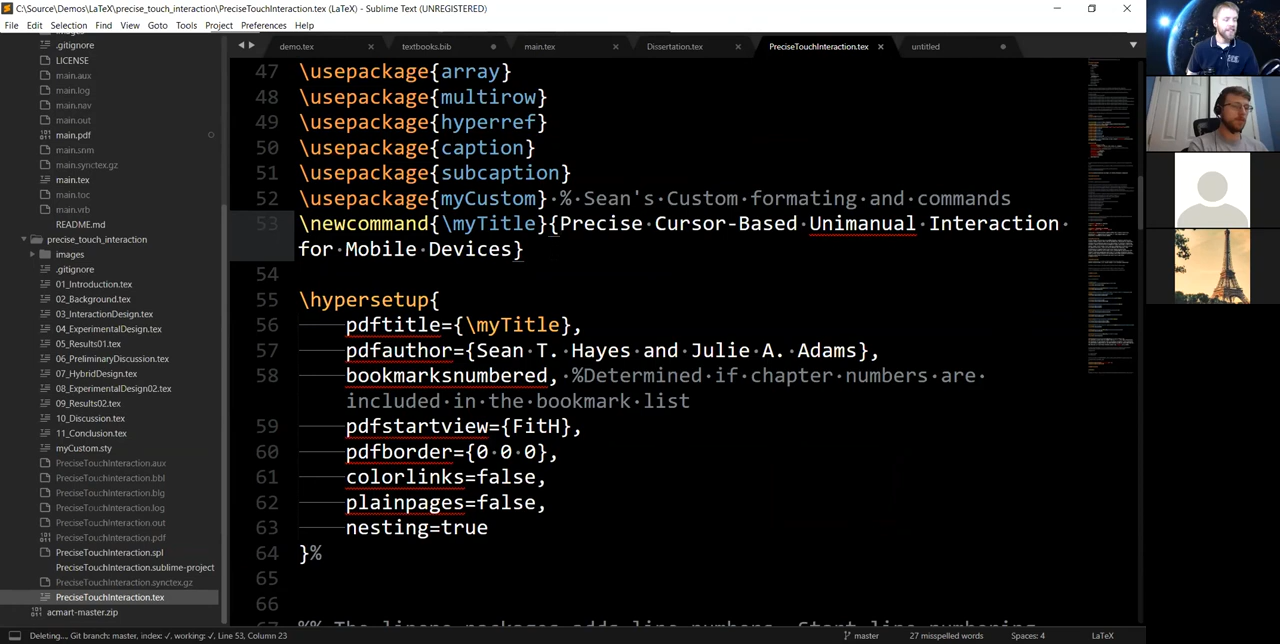 C:\Source\Demos\LaTeX\precise_touch_interaction\PreciseTouchInteraction.tex (LaTeX) - Sublime Text (UNREGISTERED)
File Edit Selection Find View Goto Tools Project Preferences Help
demo.tex textbooks.bib main.tex Dissertation.tex PreciseTouchInteraction.tex untitled
.gitignore
LICENSE
main.aux
main.log
main.nav
main.out
main.pdf
main.snm
main.synctex.gz
main.tex
main.toc
main.vrb
README.md
precise_touch_interaction
images
.gitignore
01_Introduction.tex
02_Background.tex
03_InteractionDesign.tex
04_ExperimentalDesign.tex
05_Results01.tex
06_PreliminaryDiscussion.tex
07_HybridDesign.tex
08_ExperimentalDesign02.tex
09_Results02.tex
10_Discussion.tex
11_Conclusion.tex
myCustom.sty
PreciseTouchInteraction.aux
PreciseTouchInteraction.bbl
PreciseTouchInteraction.blg
PreciseTouchInteraction.log
PreciseTouchInteraction.out
PreciseTouchInteraction.pdf
PreciseTouchInteraction.spl
PreciseTouchInteraction.sublime-project
PreciseTouchInteraction.synctex.gz
PreciseTouchInteraction.tex
acmart-master.zip
47 \usepackage{array}
48 \usepackage{multirow}
49 \usepackage{hyperref}
50 \usepackage{caption}
51 \usepackage{subcaption}
52 \usepackage{myCustom} % Sean's Custom formating and commands
53 \newcommand{\myTitle}{Precise Cursor-Based Unimanual Interaction
for Mobile Devices}
54
55 \hypersetup{
56 pdftitle={\myTitle},
57 pdfauthor={Sean T. Hayes and Julie A. Adams},
58 bookmarksnumbered, %Determined if chapter numbers are
included in the bookmark list
59 pdfstartview={FitH},
60 pdfborder={0 0 0},
61 colorlinks=false,
62 plainpages=false,
63 nesting=true
64 }%
65
66
%% The lineno packages adds line numbers. Start line numbering
Deleting..., Git branch: master, index: ✓, working: ✓, Line 53, Column 23
master 27 misspelled words Spaces: 4 LaTeX